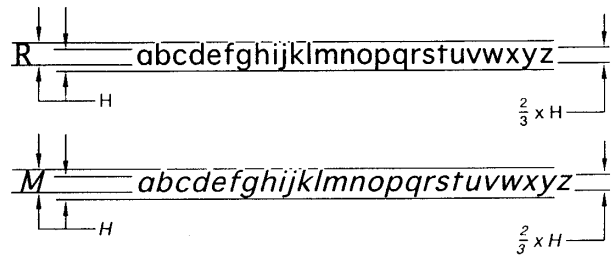 R abcdefghijklmnopqrstuvwxyz
H 2/3 x H
M abcdefghijklmnopqrstuvwxyz
H 2/3 x H